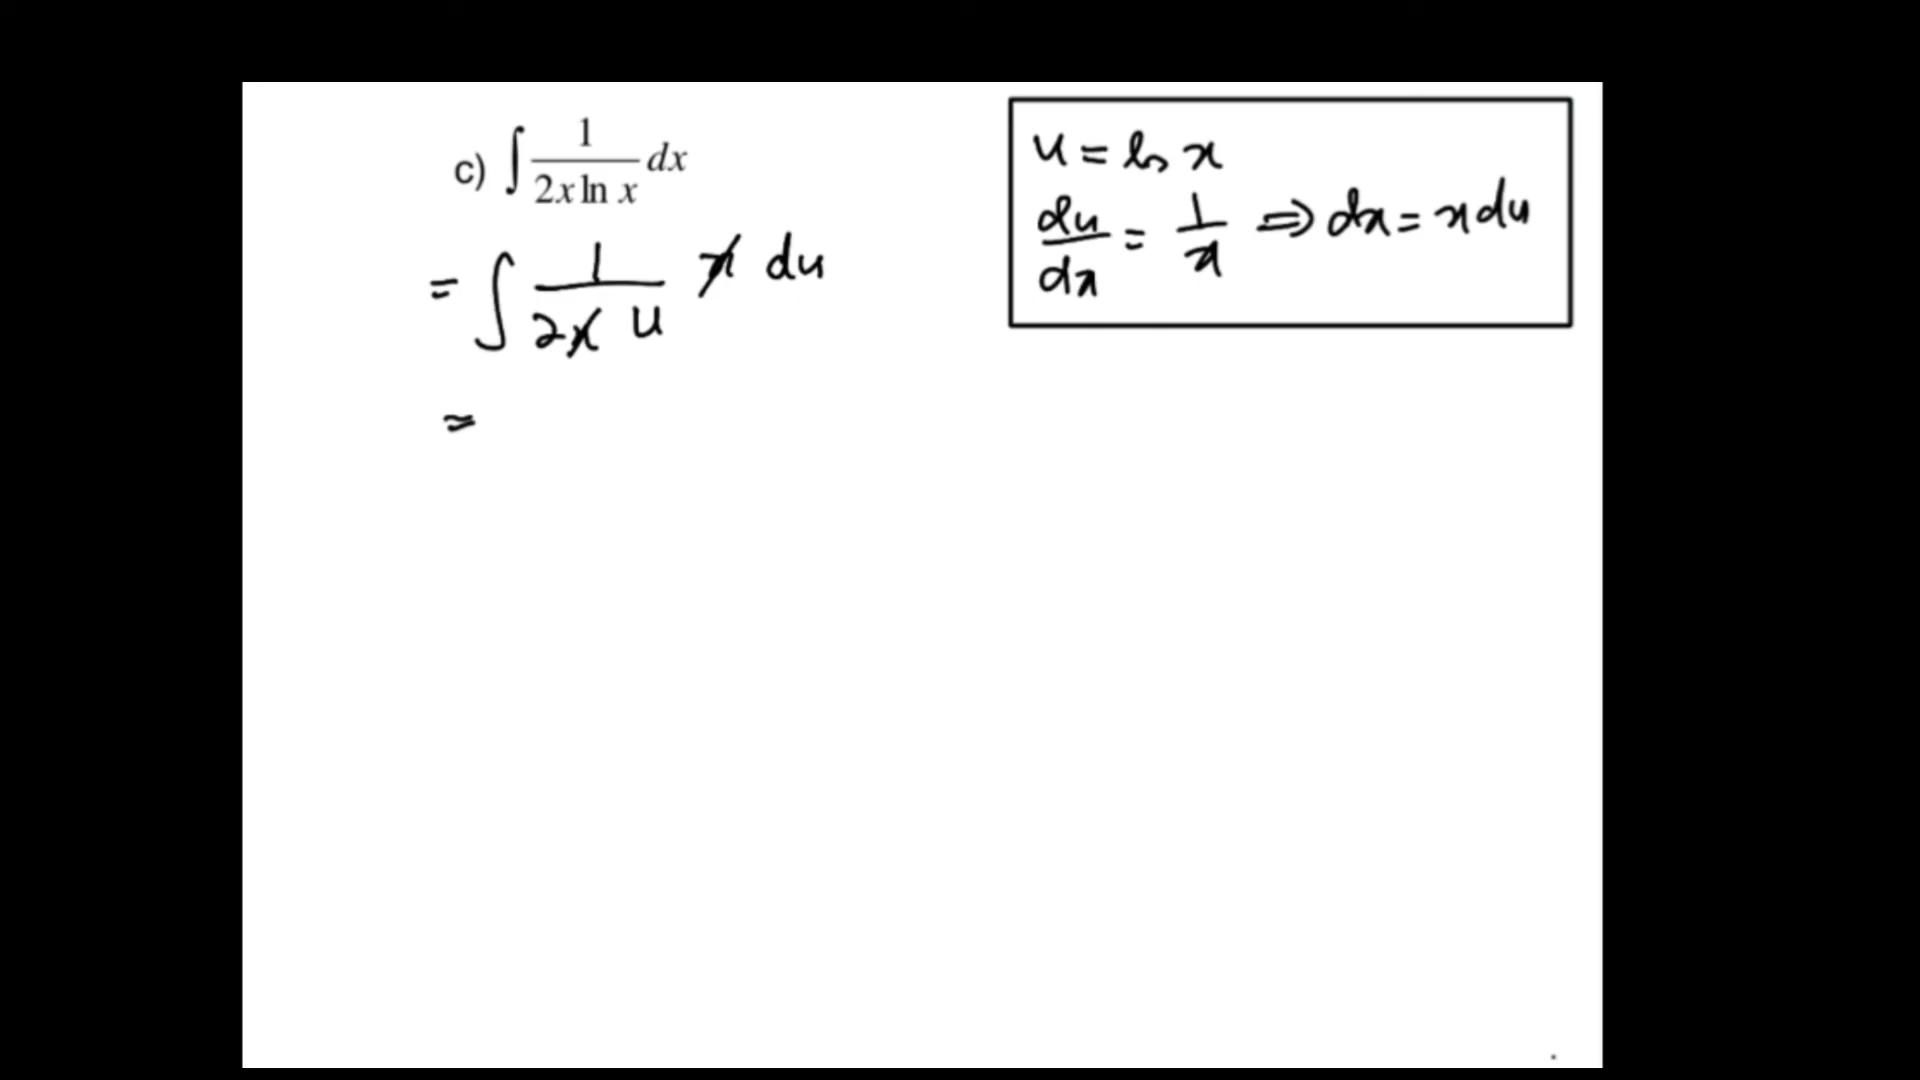 c) ∫ 1/(2x ln x) dx
= ∫ 1/(2x u) x du
=
u = ln x
du/dx = 1/x ⇒ dx = x du